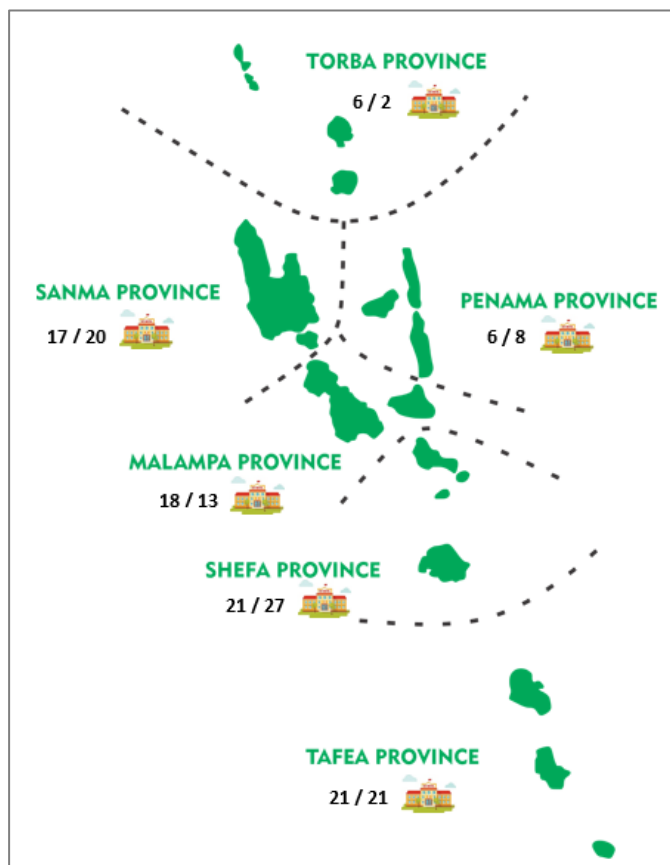 TORBA PROVINCE
6 / 2
SANMA PROVINCE
17 / 20
PENAMA PROVINCE
6 / 8
MALAMPA PROVINCE
18 / 13
SHEFA PROVINCE
21 / 27
TAFEA PROVINCE
21 / 21